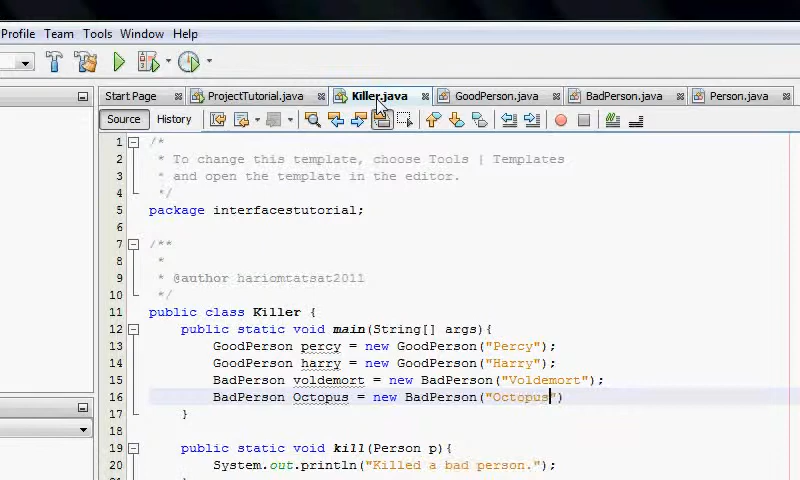 Profile Team Tools Window Help
Start Page ProjectTutorial.java Killer.java GoodPerson.java BadPerson.java Person.java
Source History
1 /*
2 * To change this template, choose Tools | Templates
3 * and open the template in the editor.
4 */
5 package interfacestutorial;
6
7 /**
8 *
9 * @author hariomtatsat2011
10 */
11 public class Killer {
12 public static void main(String[] args){
13 GoodPerson percy = new GoodPerson("Percy");
14 GoodPerson harry = new GoodPerson("Harry");
15 BadPerson voldemort = new BadPerson("Voldemort");
16 BadPerson Octopus = new BadPerson("Octopus")
17 }
18
19 public static void kill(Person p){
20 System.out.println("Killed a bad person.");